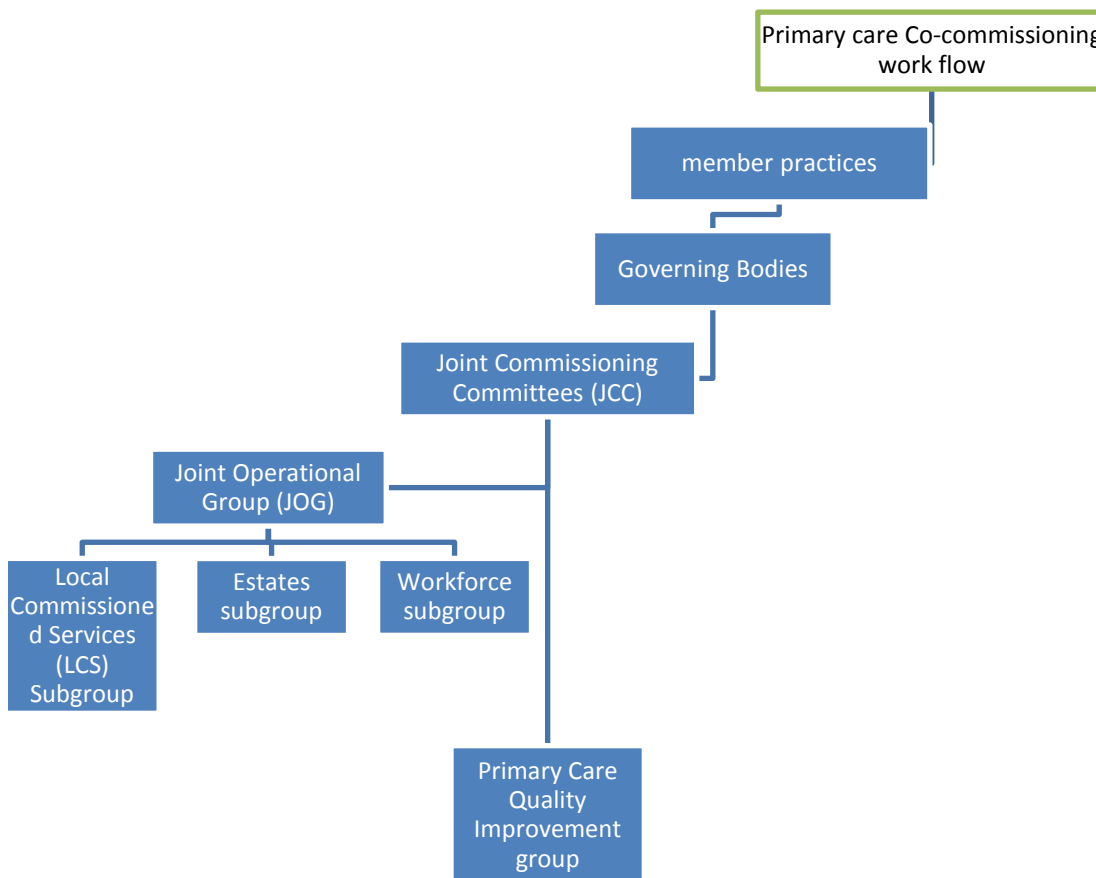 Primary care Co-commissioning
work flow
member practices
Governing Bodies
Joint Commissioning
Committees (JCC)
Joint Operational
Group (JOG)
Local
Commissione
d Services
(LCS)
Subgroup
Estates
subgroup
Workforce
subgroup
Primary Care
Quality
Improvement
group